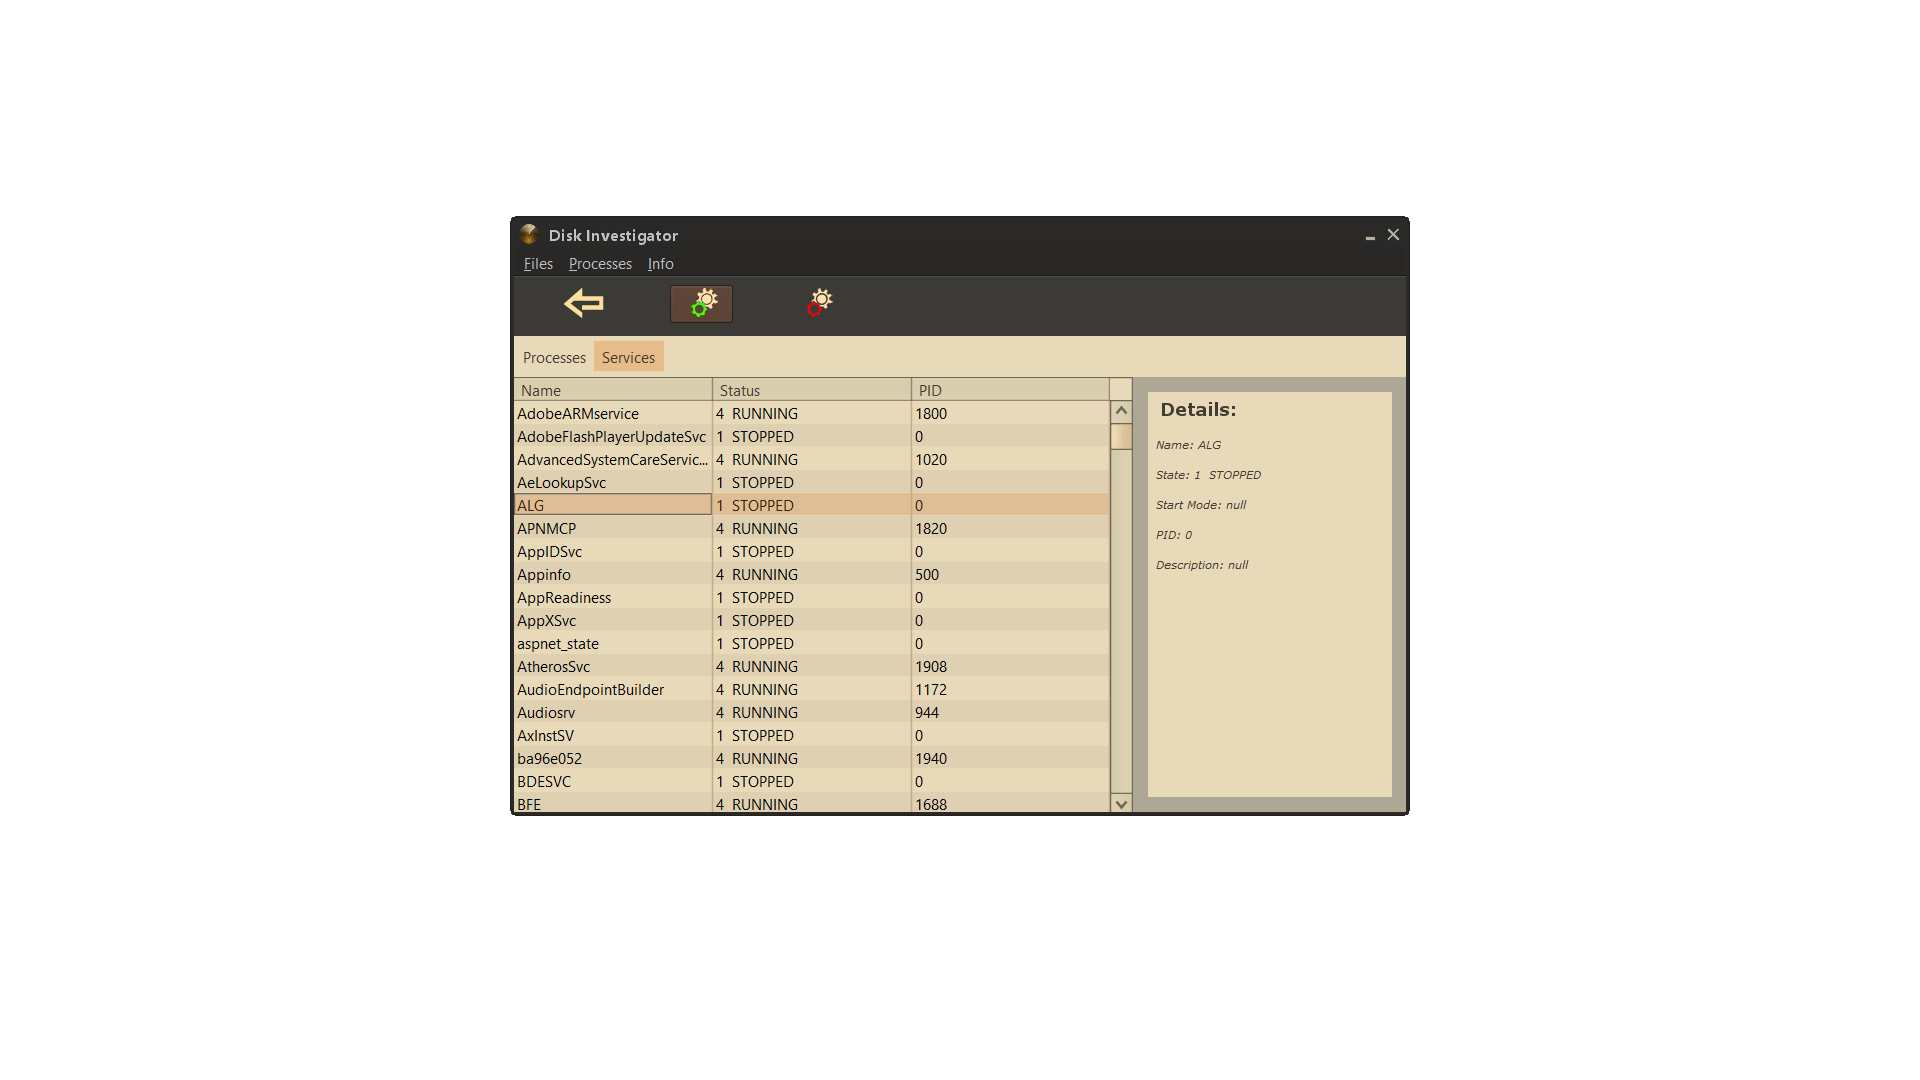 Disk Investigator
Files Processes Info
Processes Services
Name Status PID
AdobeARMservice 4 RUNNING 1800
AdobeFlashPlayerUpdateSvc 1 STOPPED 0
AdvancedSystemCareServic... 4 RUNNING 1020
AeLookupSvc 1 STOPPED 0
ALG 1 STOPPED 0
APNMCP 4 RUNNING 1820
AppIDSvc 1 STOPPED 0
Appinfo 4 RUNNING 500
AppReadiness 1 STOPPED 0
AppXSvc 1 STOPPED 0
aspnet_state 1 STOPPED 0
AtherosSvc 4 RUNNING 1908
AudioEndpointBuilder 4 RUNNING 1172
Audiosrv 4 RUNNING 944
AxInstSV 1 STOPPED 0
ba96e052 4 RUNNING 1940
BDESVC 1 STOPPED 0
BFE 4 RUNNING 1688
Details:
Name: ALG
State: 1 STOPPED
Start Mode: null
PID: 0
Description: null